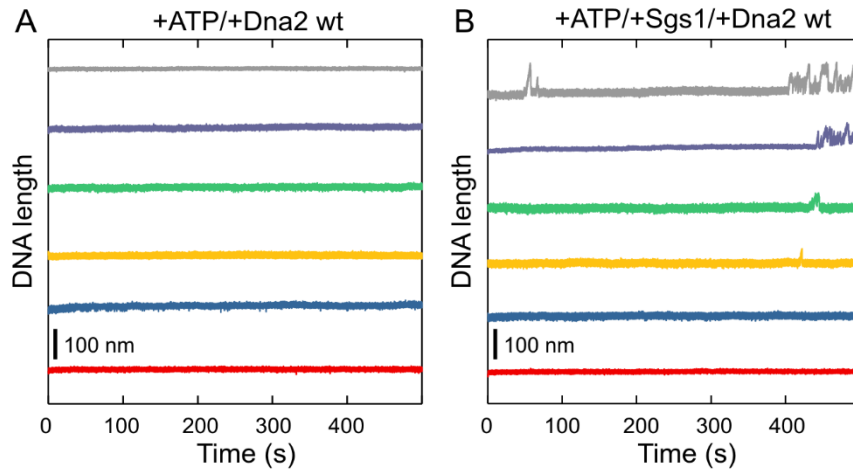 A
+ATP/+Dna2 wt
DNA length
100 nm
0 100 200 300 400
Time (s)
B
+ATP/+Sgs1/+Dna2 wt
DNA length
100 nm
0 100 200 300 400
Time (s)